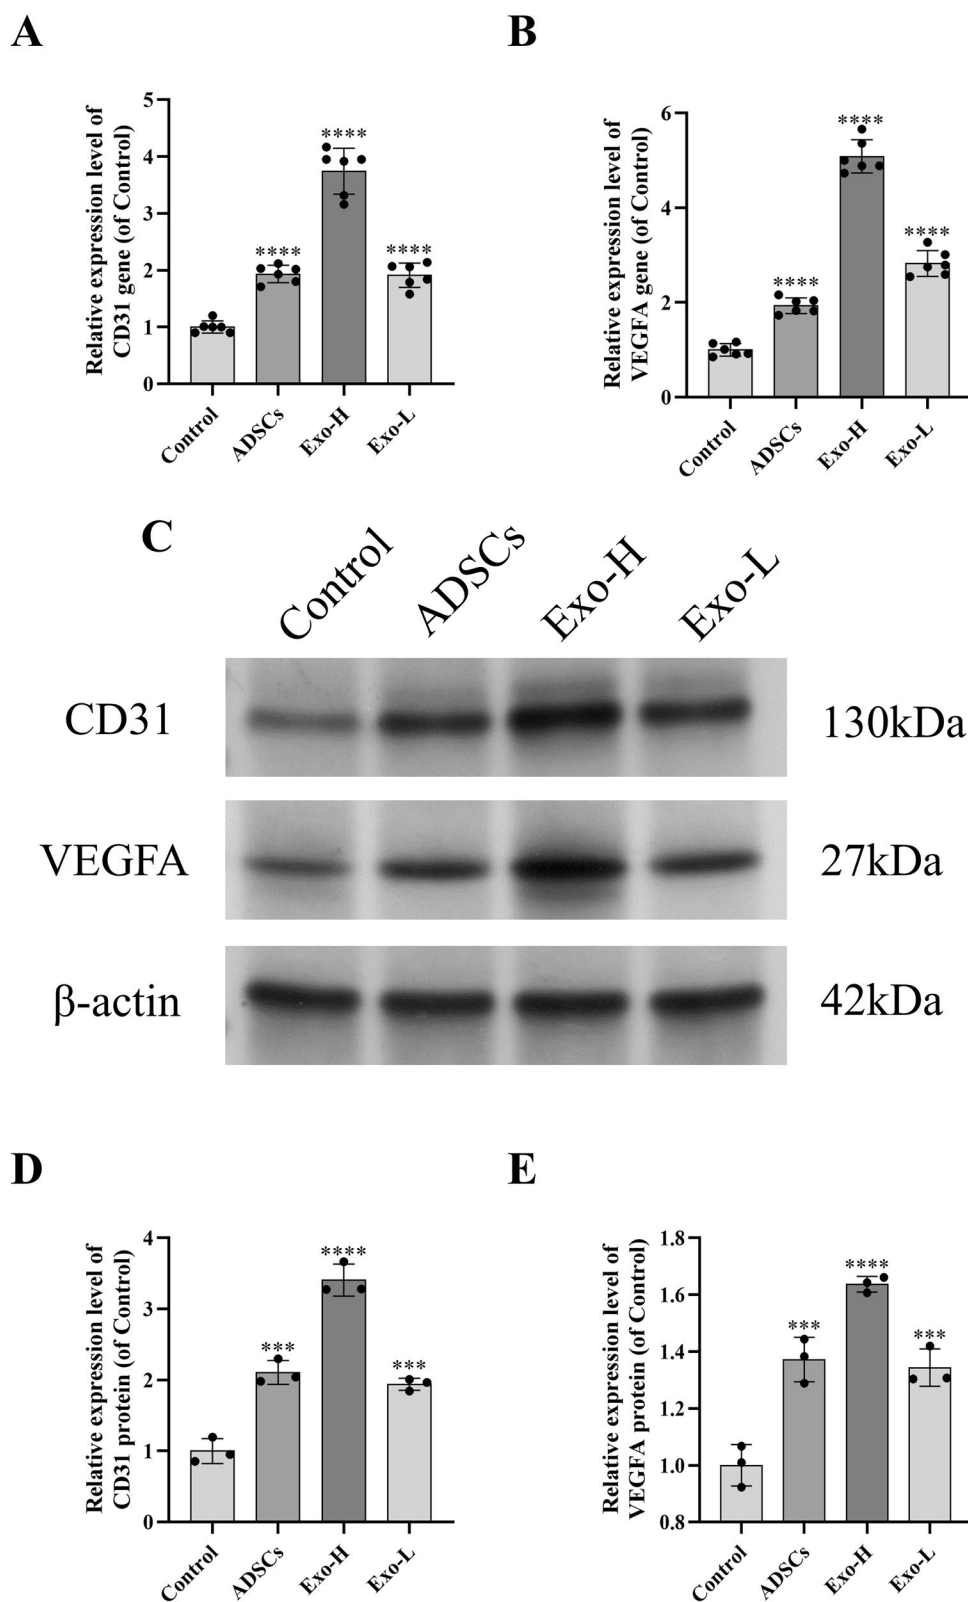 A
Relative expression level of
CD31 gene (of Control)
5
4
3
2
1
0
****
****
****
Control
ADSCs
Exo-H
Exo-L
B
Relative expression level of
VEGFA gene (of Control)
6
4
2
0
****
****
****
Control
ADSCs
Exo-H
Exo-L
C
Control
ADSCs
Exo-H
Exo-L
CD31
130kDa
VEGFA
27kDa
β-actin
42kDa
D
Relative expression level of
CD31 protein (of Control)
4
3
2
1
0
***
****
***
Control
ADSCs
Exo-H
Exo-L
E
Relative expression level of
VEGFA protein (of Control)
1.8
1.6
1.4
1.2
1.0
0.8
***
****
***
Control
ADSCs
Exo-H
Exo-L